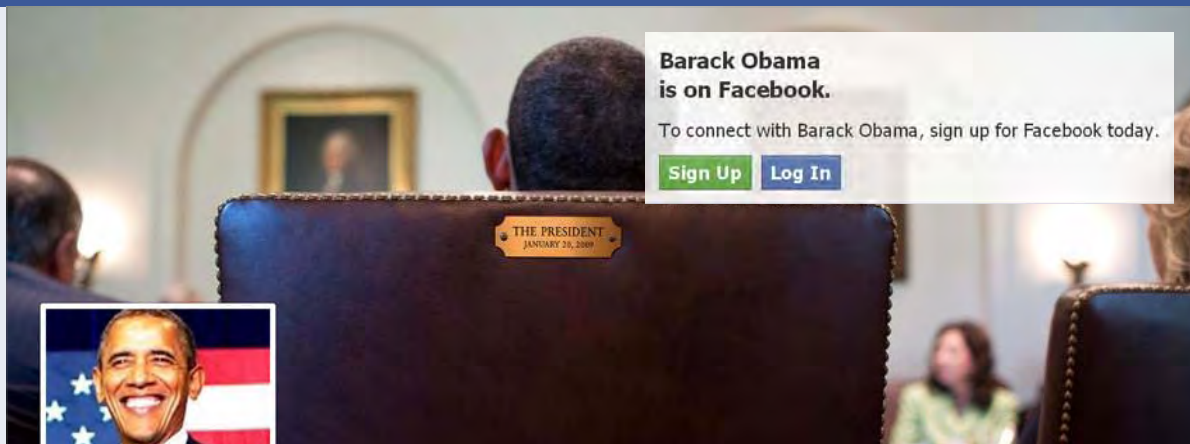 Barack Obama
is on Facebook.
To connect with Barack Obama, sign up for Facebook today.
Sign Up Log In
THE PRESIDENT
JANUARY 20, 2009